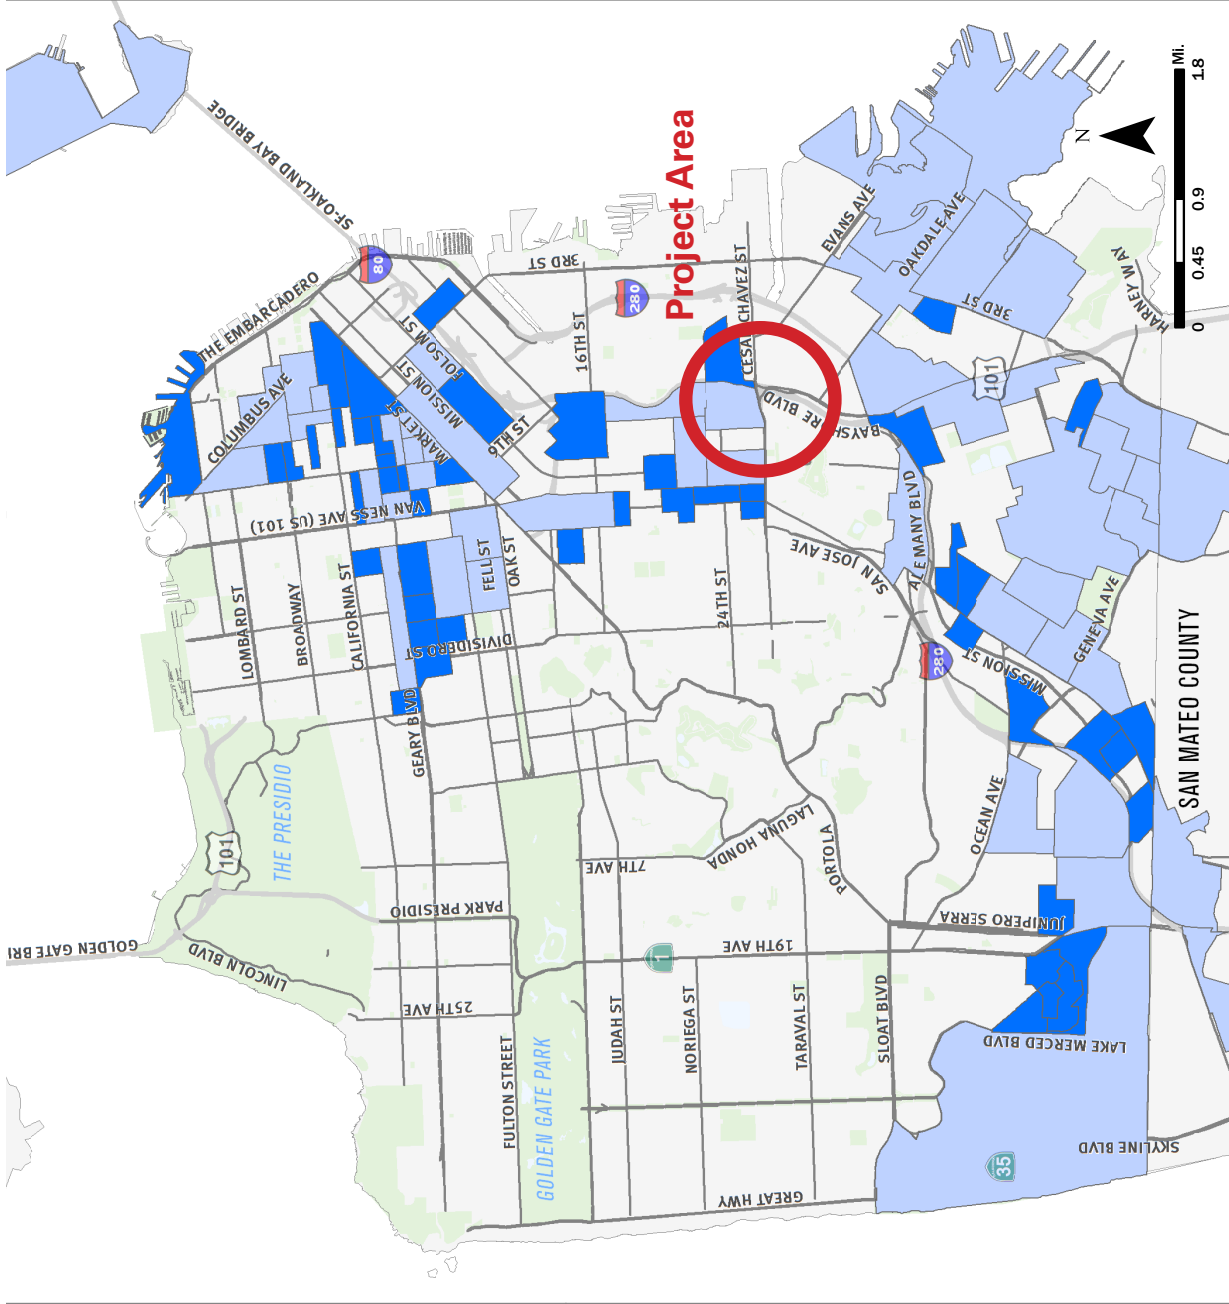 GOLDEN GATE BRI
LINCOLN BLVD
101
THE PRESIDIO
25TH AVE
PARK PRESIDIO
FULTON STREET
GOLDEN GATE PARK
JUDAH ST
NORIEGA ST
TARAVAL ST
SLOAT BLVD
GREAT HWY
SKYLINE BLVD
35
LAKE MERCED BLVD
19TH AVE
1
JUNIPERO SERRA
7TH AVE
LAGUNA HONDA
PORTOLA
OCEAN AVE
GEARY BLVD
LOMBARD ST
BROADWAY
CALIFORNIA ST
DIVISIDERO ST
FELL ST
OAK ST
VAN NESS AVE (US 101)
COLUMBUS AVE
THE EMBARCADERO
SF-OAKLAND BAY BRIDGE
80
MARKET ST
MISSION ST
FOLSOM ST
9TH ST
3RD ST
16TH ST
280
Project Area
CESAR CHAVEZ ST
24TH ST
SAN JOSE AVE
BAYSHORE BLVD
ALEMANY BLVD
280
MISSION ST
GENEVA AVE
EVANS AVE
OAKDALE AVE
3RD ST
101
HARNEY WAY
SAN MATEO COUNTY
N
0
0.45
0.9
1.8
Mi.